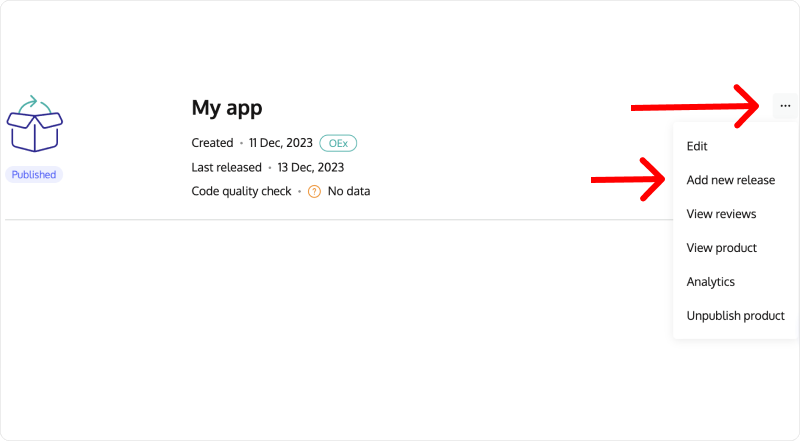 My app
...
Created • 11 Dec, 2023 OEx
Published
Last released • 13 Dec, 2023
Code quality check • ? No data
Edit
Add new release
View reviews
View product
Analytics
Unpublish product